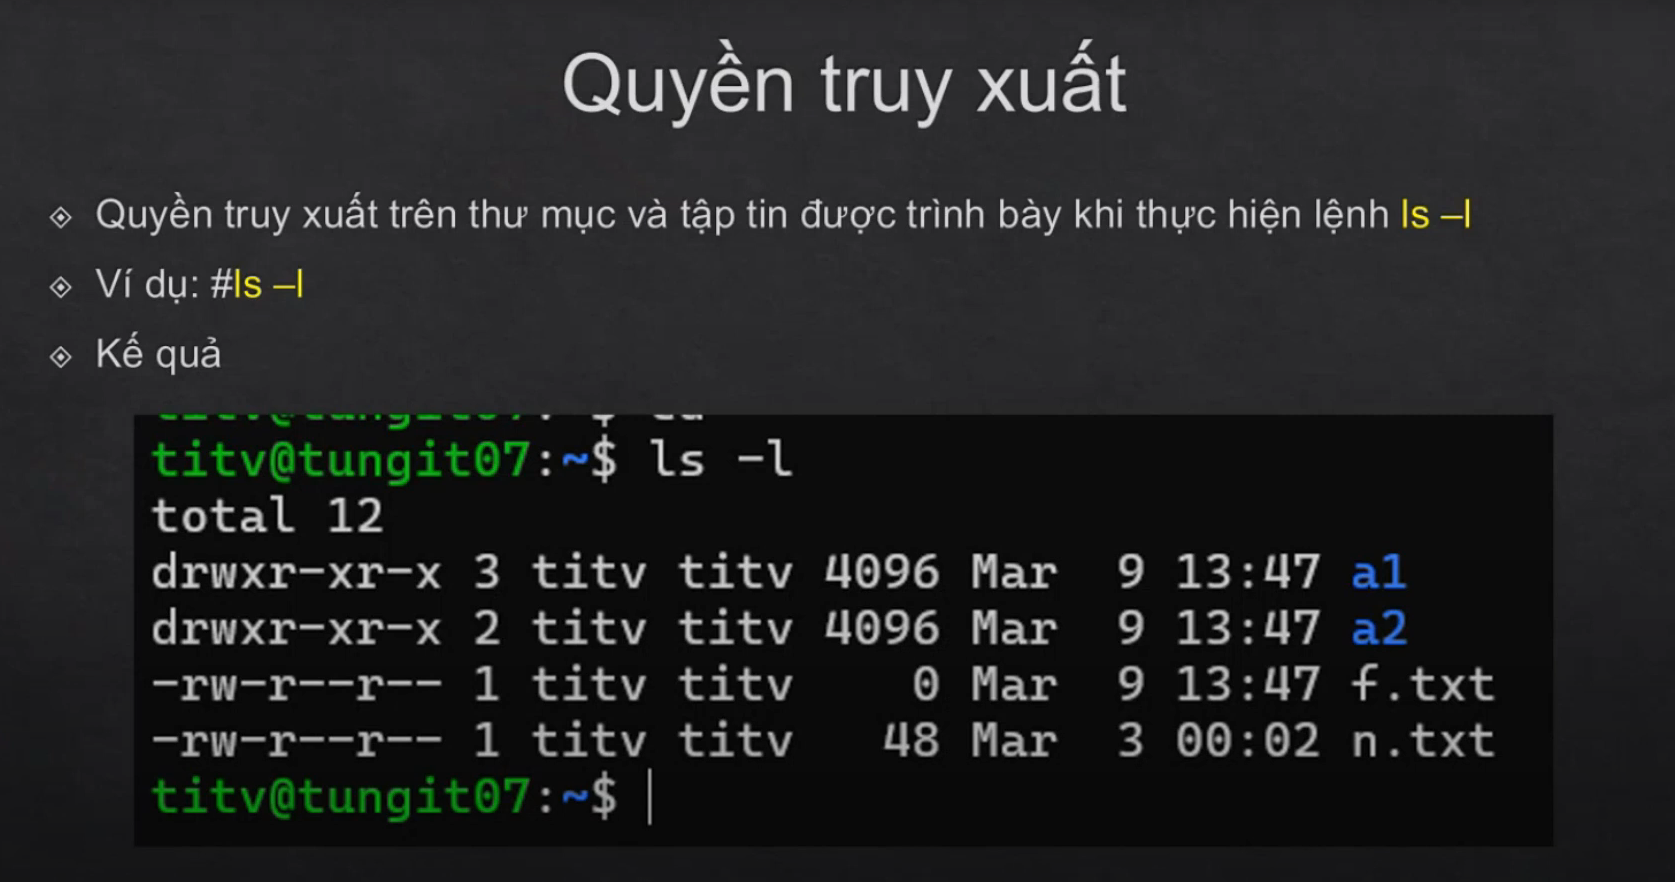 Quyền truy xuất
Quyền truy xuất trên thư mục và tập tin được trình bày khi thực hiện lệnh ls –l
Ví dụ: #ls –l
Kế quả
titv@tungit07:~$ ls -l
total 12
drwxr-xr-x 3 titv titv 4096 Mar  9 13:47 a1
drwxr-xr-x 2 titv titv 4096 Mar  9 13:47 a2
-rw-r--r-- 1 titv titv    0 Mar  9 13:47 f.txt
-rw-r--r-- 1 titv titv   48 Mar  3 00:02 n.txt
titv@tungit07:~$